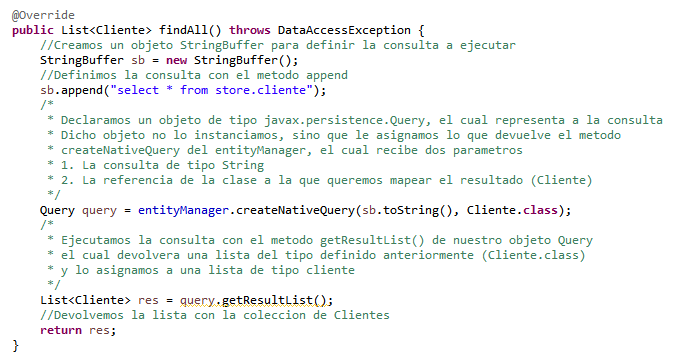 @Override
public List<Cliente> findAll() throws DataAccessException {
    //Creamos un objeto StringBuffer para definir la consulta a ejecutar
    StringBuffer sb = new StringBuffer();
    //Definimos la consulta con el metodo append
    sb.append("select * from store.cliente");
    /*
     * Declaramos un objeto de tipo javax.persistence.Query, el cual representa a la consulta
     * Dicho objeto no lo instanciamos, sino que le asignamos lo que devuelve el metodo
     * createNativeQuery del entityManager, el cual recibe dos parametros
     * 1. La consulta de tipo String
     * 2. La referencia de la clase a la que queremos mapear el resultado (Cliente)
     */
    Query query = entityManager.createNativeQuery(sb.toString(), Cliente.class);
    /*
     * Ejecutamos la consulta con el metodo getResultList() de nuestro objeto Query
     * el cual devolvera una lista del tipo definido anteriormente (Cliente.class)
     * y lo asignamos a una lista de tipo cliente
     */
    List<Cliente> res = query.getResultList();
    //Devolvemos la lista con la coleccion de Clientes
    return res;
}